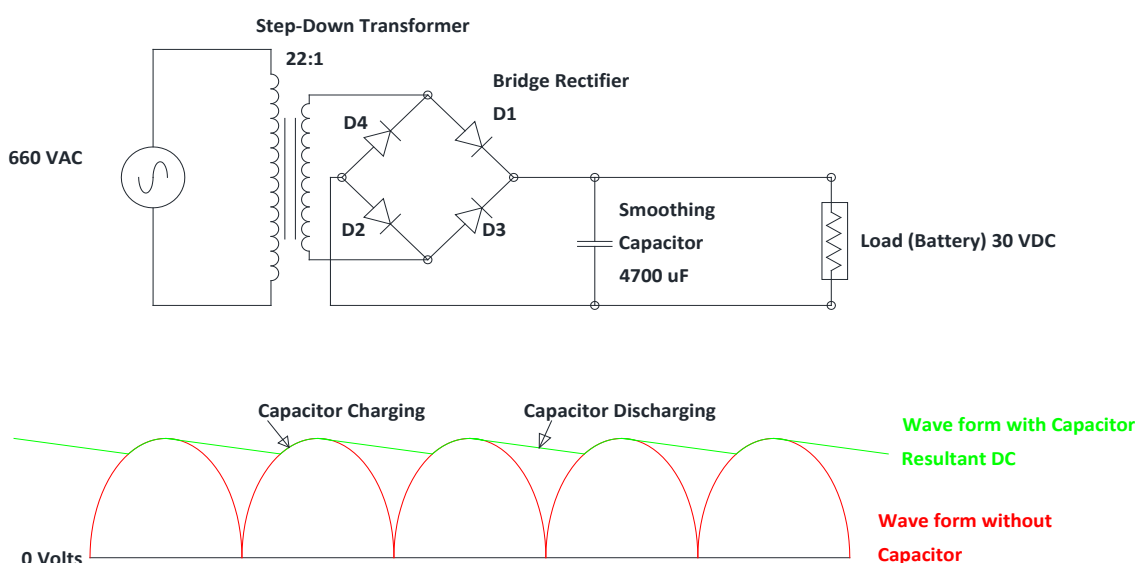 Step-Down Transformer
22:1
Bridge Rectifier
D1
D4
660 VAC
D2
D3
Smoothing
Capacitor
4700 uF
Load (Battery) 30 VDC
Capacitor Charging
Capacitor Discharging
Wave form with Capacitor
Resultant DC
Wave form without
Capacitor
0 Volts